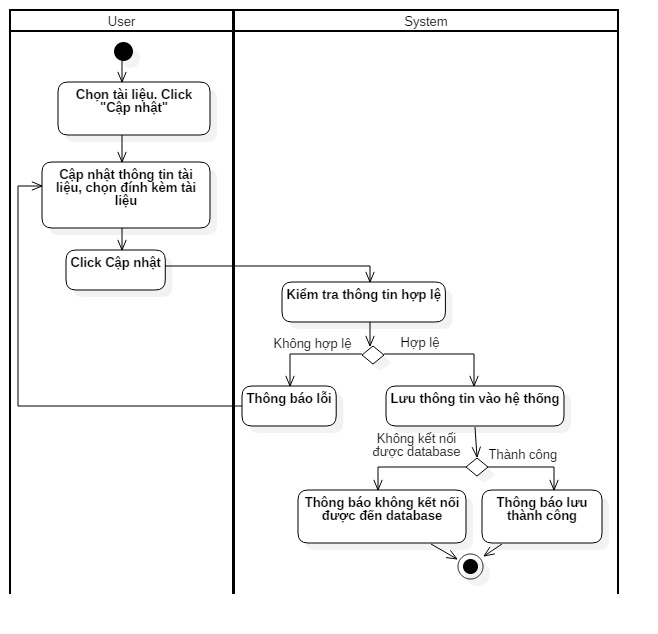 User
System
Chọn tài liệu. Click
"Cập nhật"
Cập nhật thông tin tài
liệu, chọn đính kèm tài
liệu
Click Cập nhật
Kiểm tra thông tin hợp lệ
Không hợp lệ
Hợp lệ
Thông báo lỗi
Lưu thông tin vào hệ thống
Không kết nối
được database
Thành công
Thông báo không kết nối
được đến database
Thông báo lưu
thành công